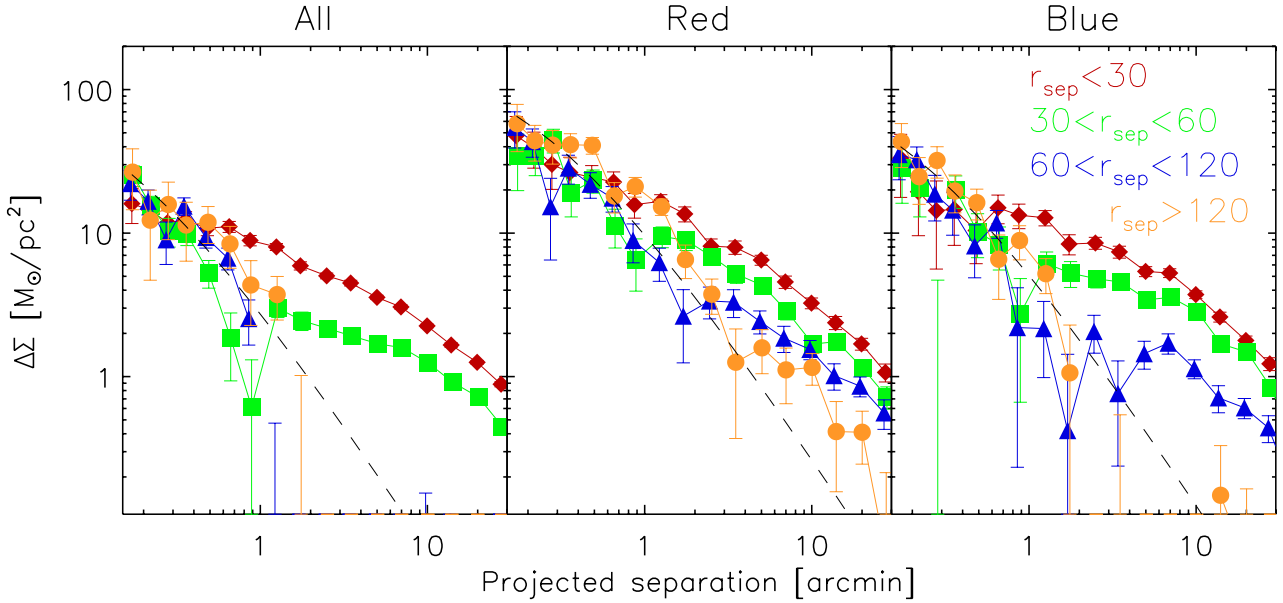 All Red Blue
ΔΣ [M☉/pc²]
100
10
1
r_sep<30
30<r_sep<60
60<r_sep<120
r_sep>120
1 10 1 10 1 10
Projected separation [arcmin]